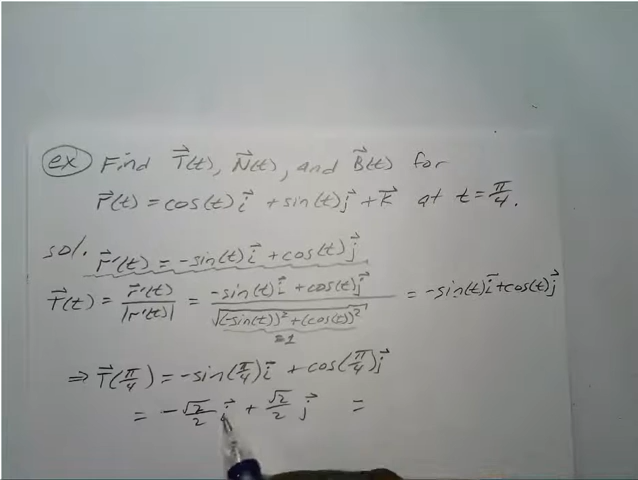 ex Find T⃗(t), N⃗(t), and B⃗(t) for
r⃗(t) = cos(t) i⃗ + sin(t) j⃗ + k⃗ at t = π/4.
sol. r⃗'(t) = -sin(t) i⃗ + cos(t) j⃗
T⃗(t) = r⃗'(t)/|r'(t)| = (-sin(t) i⃗ + cos(t) j⃗)/√((-sin(t))² + (cos(t))²) = -sin(t) i⃗ + cos(t) j⃗
=1
⇒ T⃗(π/4) = -sin(π/4) i⃗ + cos(π/4) j⃗
= -√2/2 i⃗ + √2/2 j⃗ =